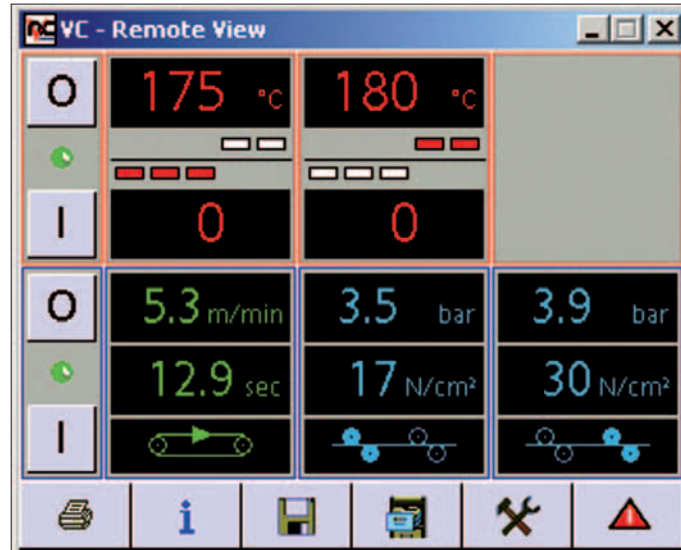 VC - Remote View
O 175 °C 180 °C
I 0 0
O 5.3 m/min 3.5 bar 3.9 bar
12.9 sec 17 N/cm² 30 N/cm²
I
i